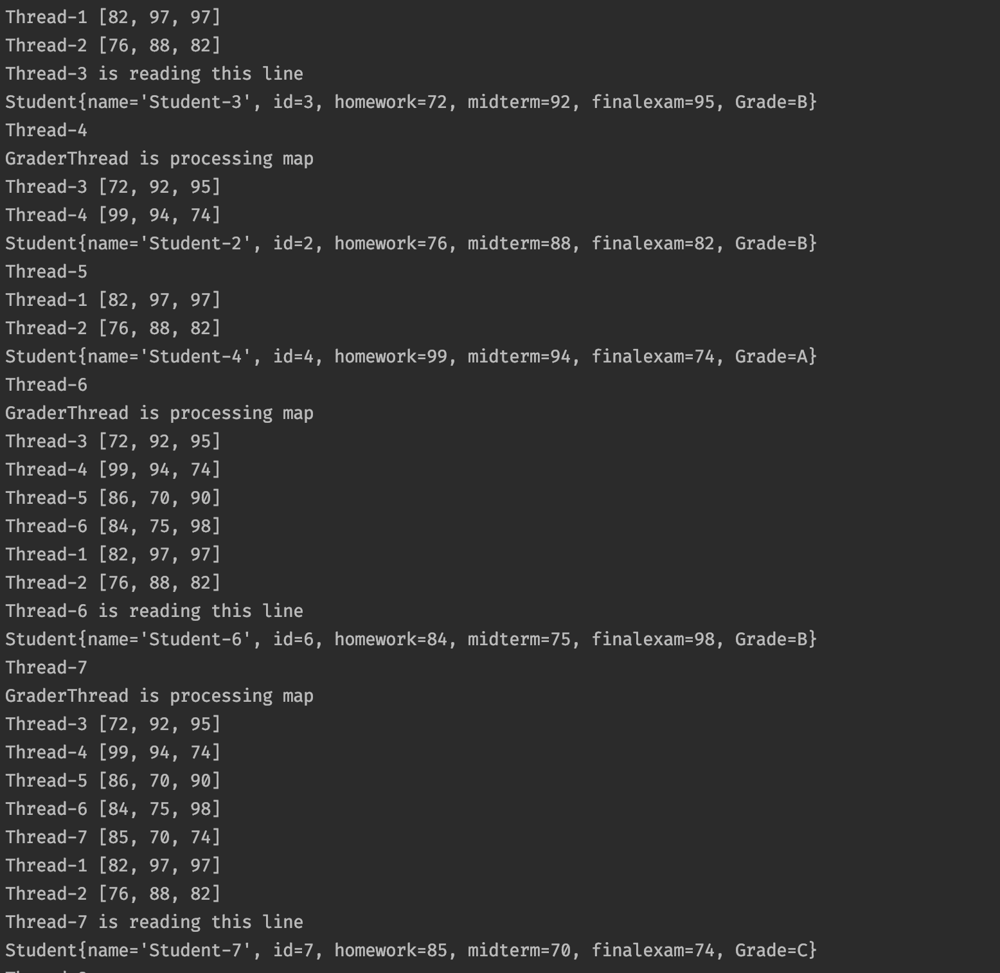 Thread-1 [82, 97, 97]
Thread-2 [76, 88, 82]
Thread-3 is reading this line
Student{name='Student-3', id=3, homework=72, midterm=92, finalexam=95, Grade=B}
Thread-4
GraderThread is processing map
Thread-3 [72, 92, 95]
Thread-4 [99, 94, 74]
Student{name='Student-2', id=2, homework=76, midterm=88, finalexam=82, Grade=B}
Thread-5
Thread-1 [82, 97, 97]
Thread-2 [76, 88, 82]
Student{name='Student-4', id=4, homework=99, midterm=94, finalexam=74, Grade=A}
Thread-6
GraderThread is processing map
Thread-3 [72, 92, 95]
Thread-4 [99, 94, 74]
Thread-5 [86, 70, 90]
Thread-6 [84, 75, 98]
Thread-1 [82, 97, 97]
Thread-2 [76, 88, 82]
Thread-6 is reading this line
Student{name='Student-6', id=6, homework=84, midterm=75, finalexam=98, Grade=B}
Thread-7
GraderThread is processing map
Thread-3 [72, 92, 95]
Thread-4 [99, 94, 74]
Thread-5 [86, 70, 90]
Thread-6 [84, 75, 98]
Thread-7 [85, 70, 74]
Thread-1 [82, 97, 97]
Thread-2 [76, 88, 82]
Thread-7 is reading this line
Student{name='Student-7', id=7, homework=85, midterm=70, finalexam=74, Grade=C}